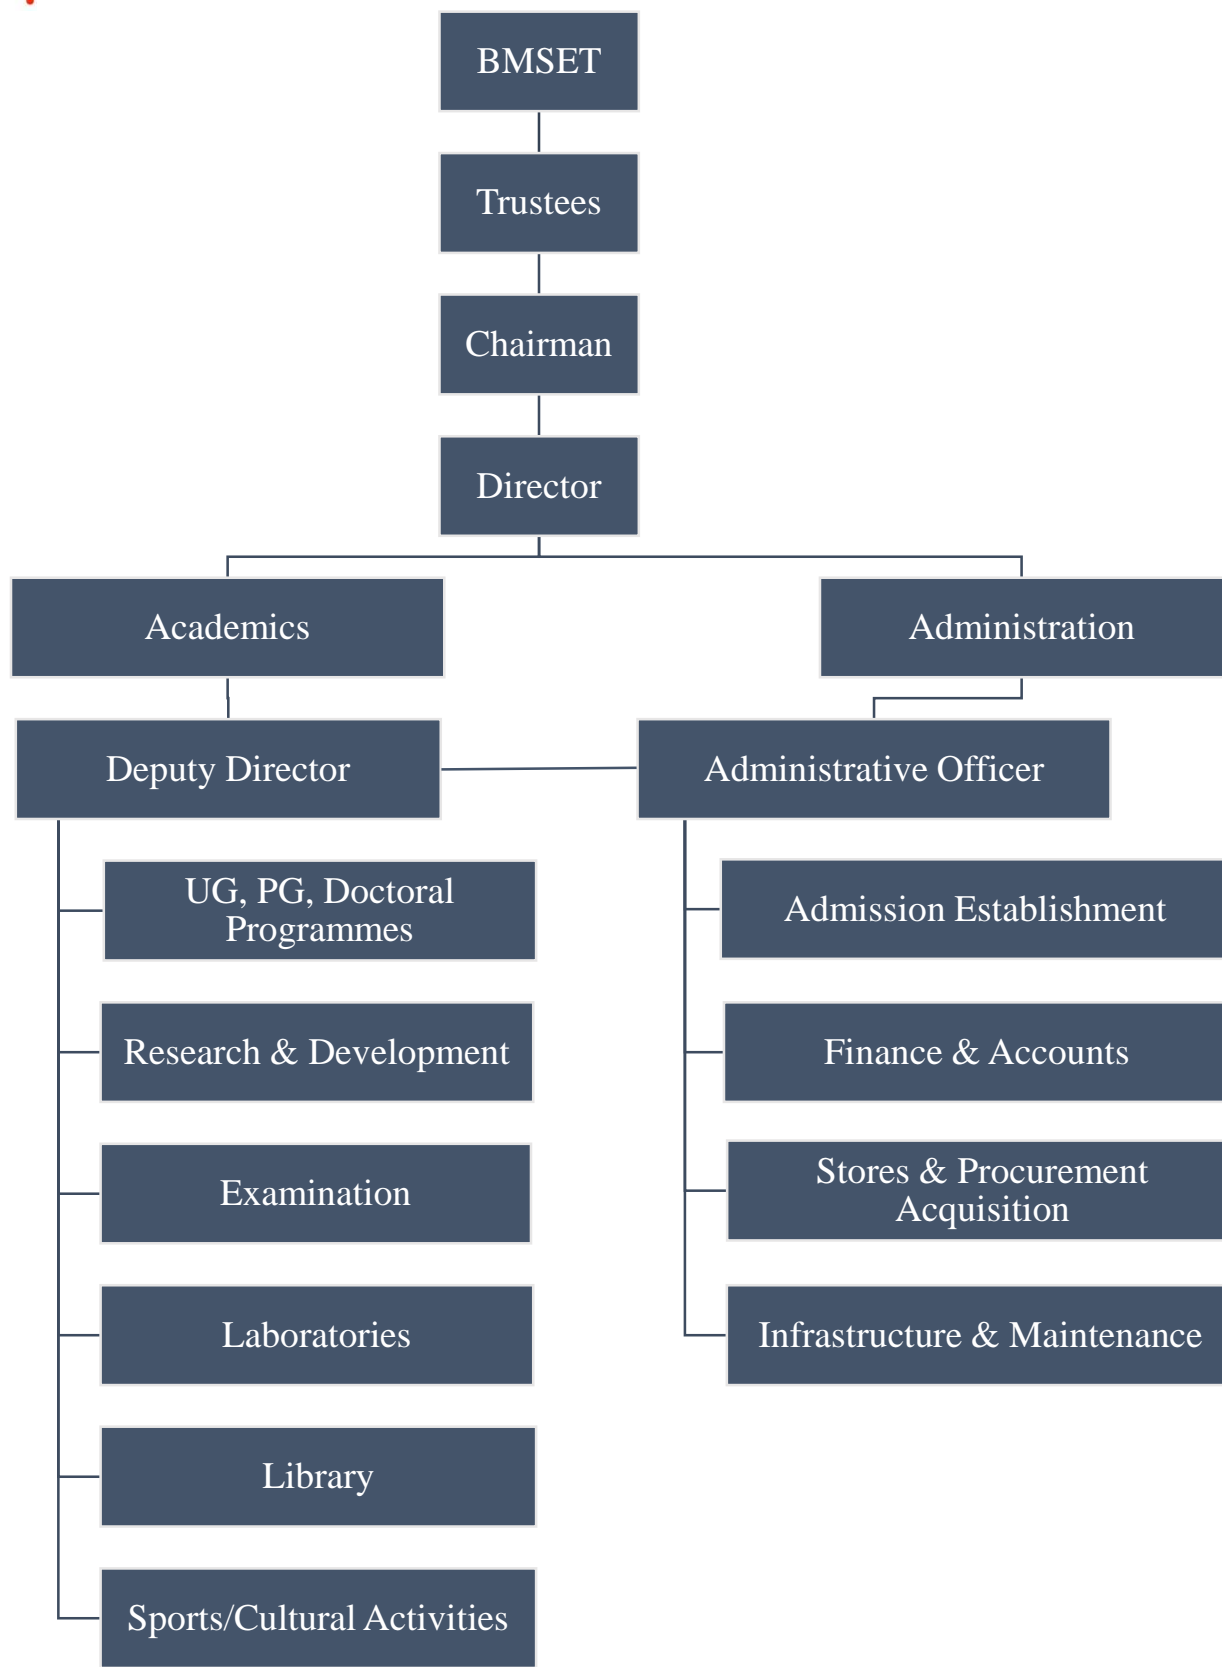 BMSET
Trustees
Chairman
Director
Academics
Administration
Deputy Director
Administrative Officer
UG, PG, Doctoral
Programmes
Admission Establishment
Research & Development
Finance & Accounts
Examination
Stores & Procurement
Acquisition
Laboratories
Infrastructure & Maintenance
Library
Sports/Cultural Activities